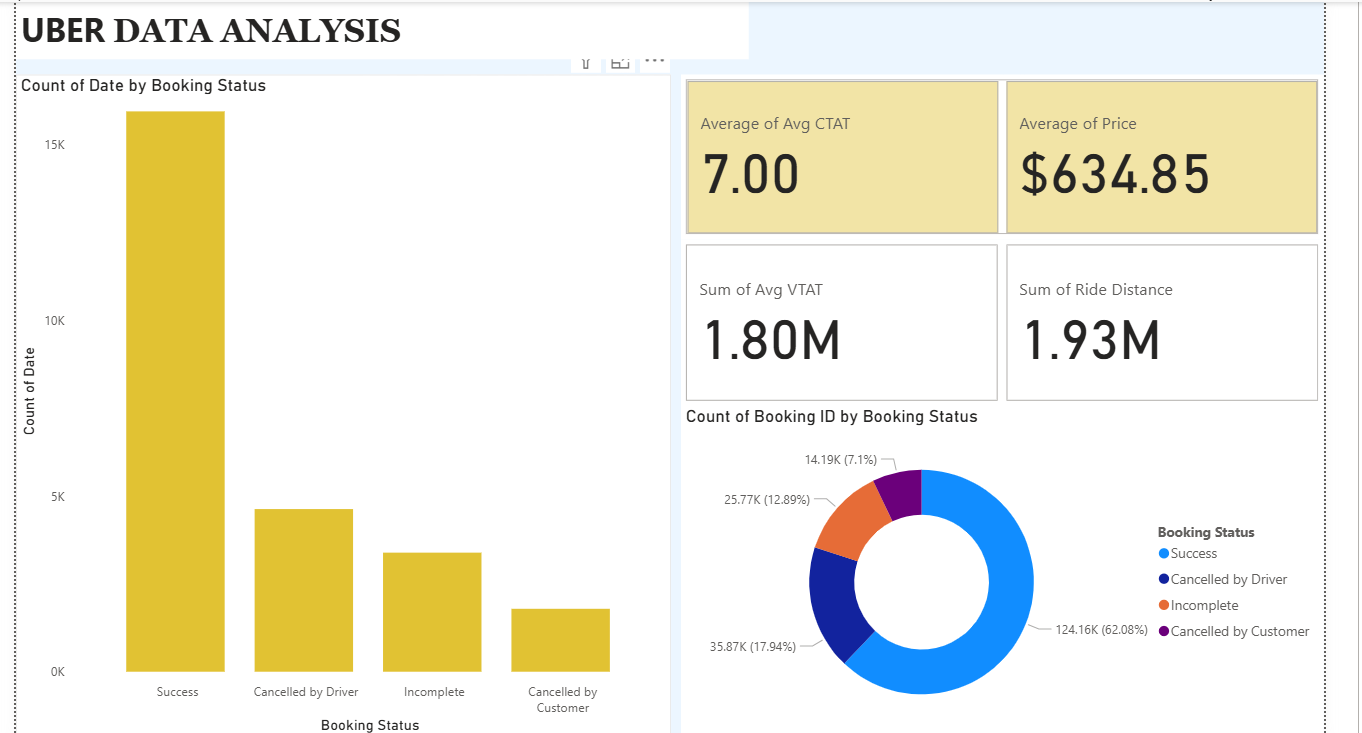 UBER DATA ANALYSIS
Count of Date by Booking Status
15K
10K
5K
0K
Count of Date
Success
Cancelled by Driver
Incomplete
Cancelled by
Customer
Booking Status
Average of Avg CTAT
7.00
Average of Price
$634.85
Sum of Avg VTAT
1.80M
Sum of Ride Distance
1.93M
Count of Booking ID by Booking Status
14.19K (7.1%)
25.77K (12.89%)
35.87K (17.94%)
124.16K (62.08%)
Booking Status
Success
Cancelled by Driver
Incomplete
Cancelled by Customer